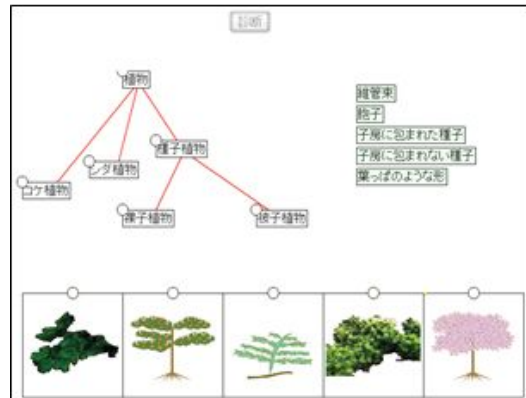 診断
植物
種子植物
シダ植物
コケ植物
裸子植物
被子植物
維管束
胞子
子房に包まれた種子
子房に包まれない種子
葉っぱのような形